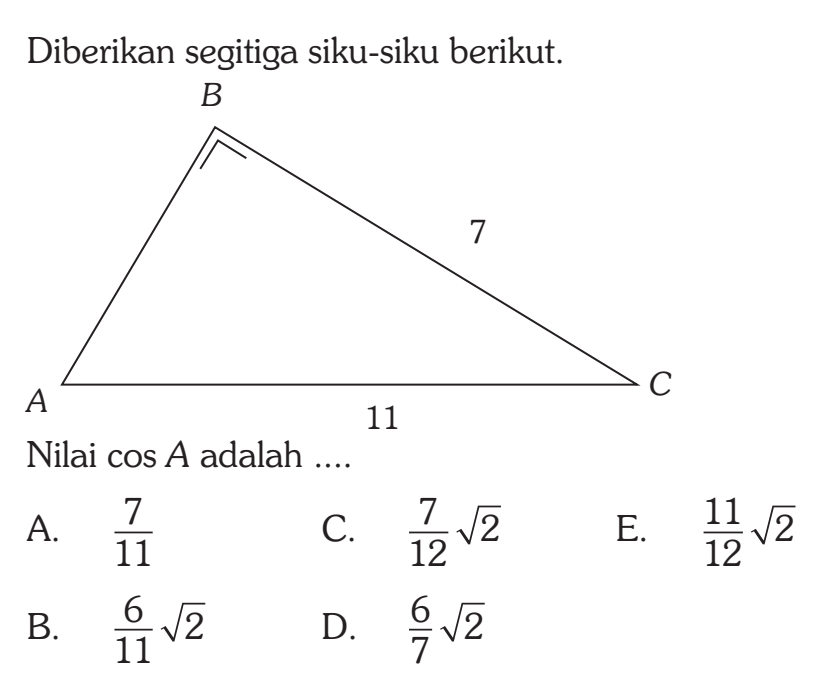 Diberikan segitiga siku-siku berikut.
B
7
A
C
11
Nilai cos A adalah ....
A. 7/11 C. 7/12 √2 E. 11/12 √2
B. 6/11 √2 D. 6/7 √2